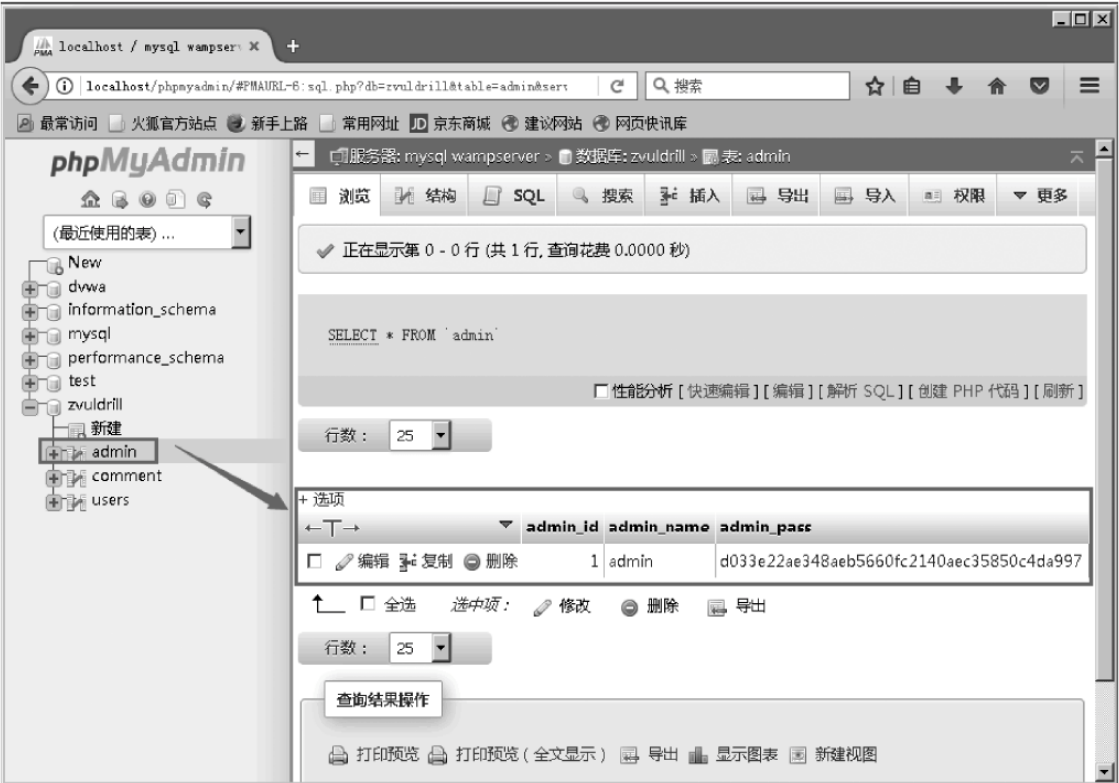 localhost / mysql wampserv
localhost/phpmyadmin/#PMAURL-6:sql.php?db=zvuldrill&table=admin&serv
搜索
最常访问 火狐官方站点 新手上路 常用网址 JD 京东商城 建议网站 网页快讯库
phpMyAdmin
(最近使用的表) ...
New
dvwa
information_schema
mysql
performance_schema
test
zvuldrill
新建
admin
comment
users
服务器: mysql wampserver » 数据库: zvuldrill » 表: admin
浏览 结构 SQL 搜索 插入 导出 导入 权限 更多
正在显示第 0 - 0 行 (共 1 行, 查询花费 0.0000 秒)
SELECT * FROM `admin`
性能分析 [ 快速编辑 ] [ 编辑 ] [ 解析 SQL ] [ 创建 PHP 代码 ] [ 刷新 ]
行数： 25
+ 选项
←T→ admin_id admin_name admin_pass
编辑 复制 删除 1 admin d033e22ae348aeb5660fc2140aec35850c4da997
全选 选中项： 修改 删除 导出
行数： 25
查询结果操作
打印预览 打印预览 ( 全文显示 ) 导出 显示图表 新建视图